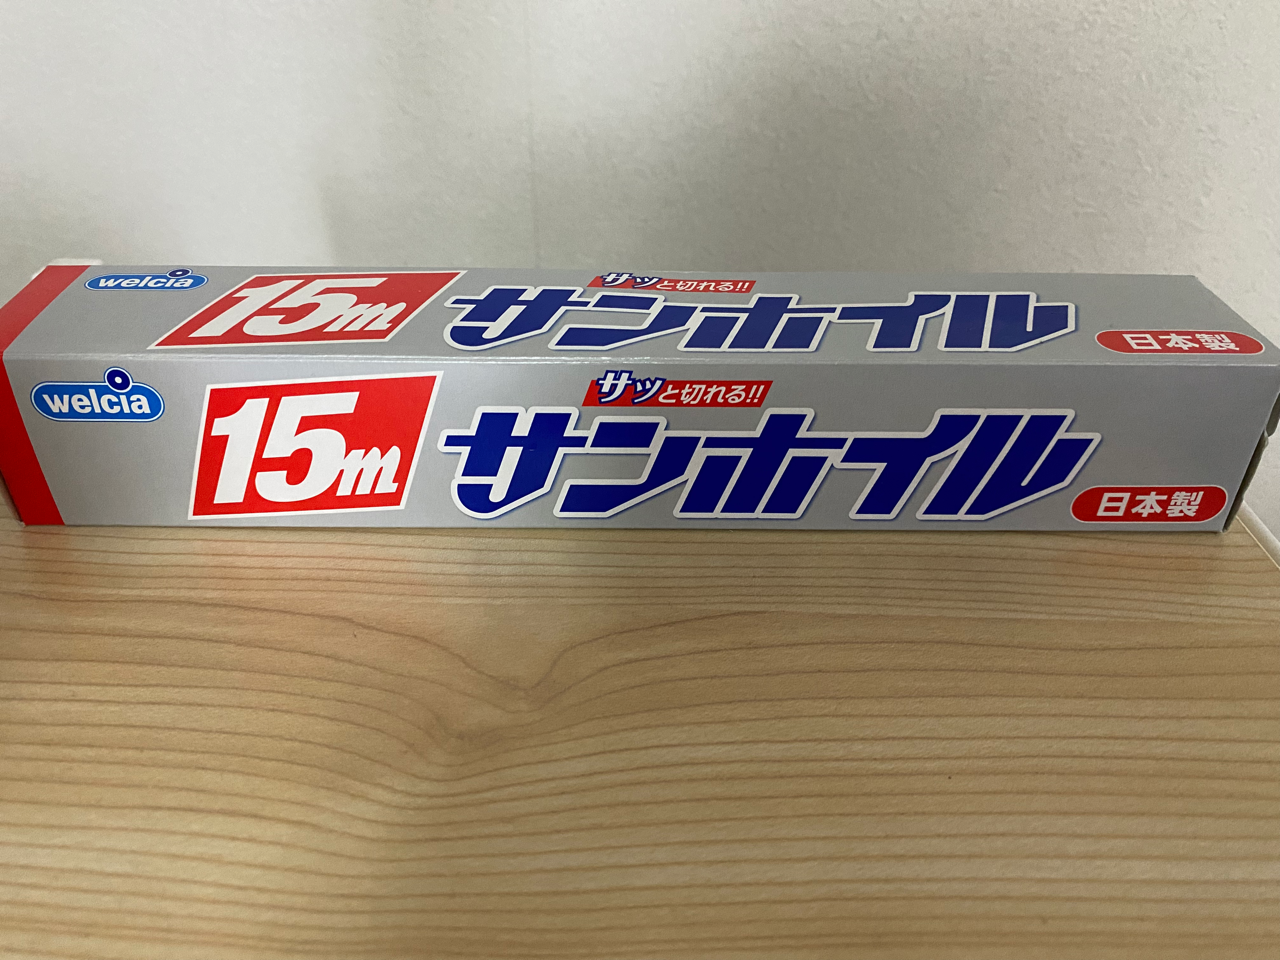 welcia
15m
サッと切れる!!
サンホイル
日本製
welcia
15m
サッと切れる!!
サンホイル
日本製